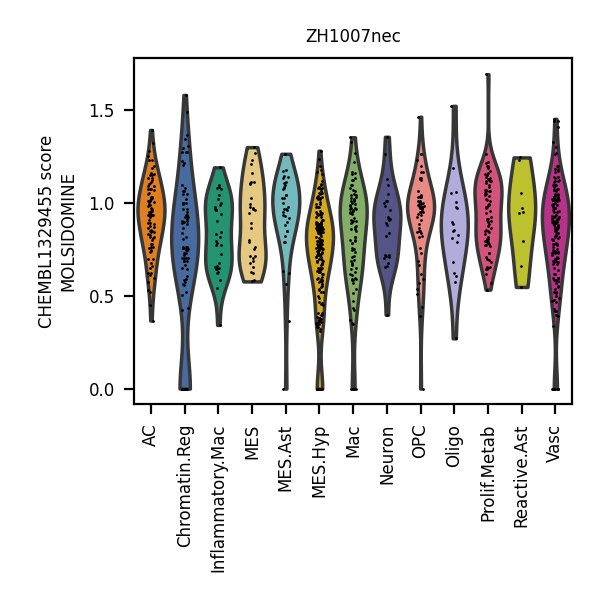 ZH1007nec
CHEMBL1329455 score
MOLSIDOMINE
1.5
1.0
0.5
0.0
AC
Chromatin.Reg
Inflammatory.Mac
MES
MES.Ast
MES.Hyp
Mac
Neuron
OPC
Oligo
Prolif.Metab
Reactive.Ast
Vasc